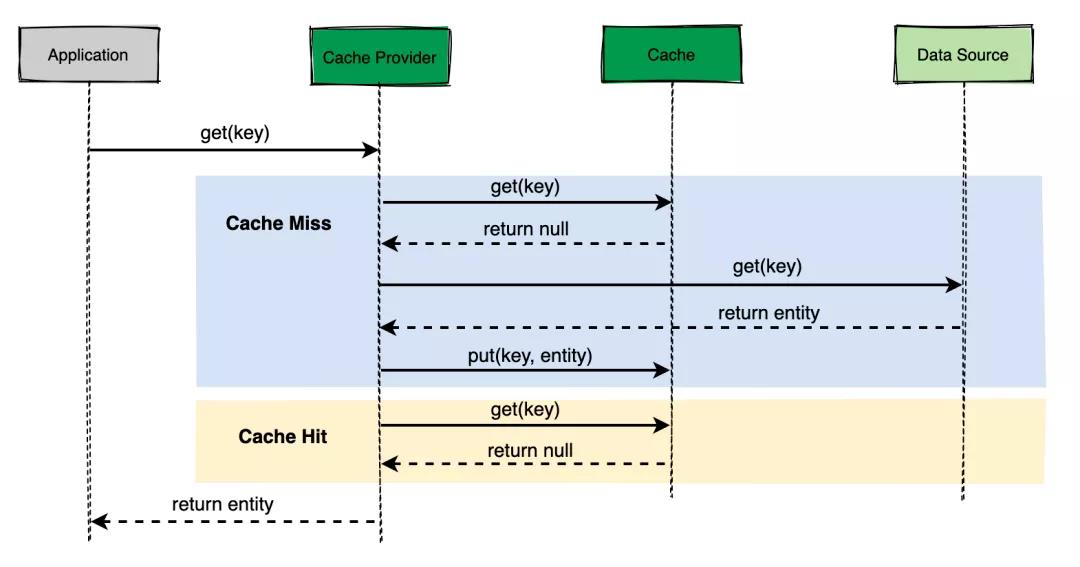 Application
Cache Provider
Cache
Data Source
get(key)
get(key)
Cache Miss
return null
get(key)
return entity
put(key, entity)
get(key)
Cache Hit
return null
return entity